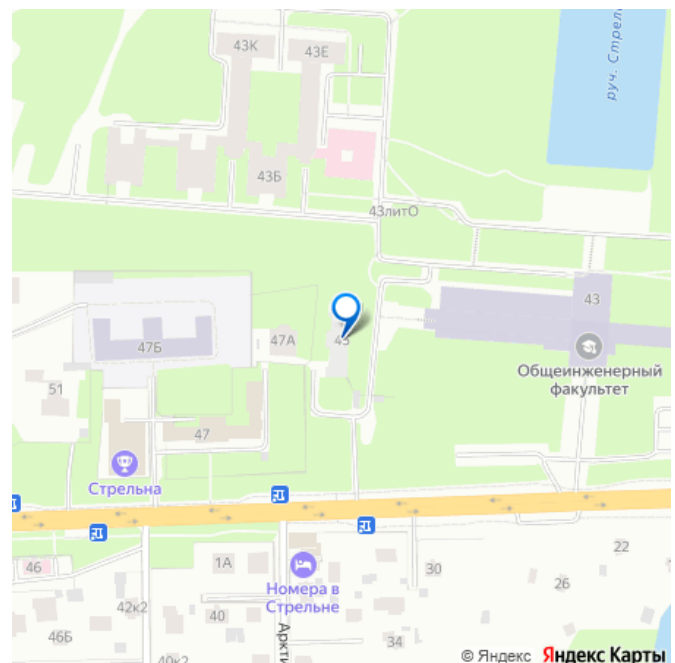 43К
43Е
руч. Стрел
43Б
43литО
43
47А
43
47Б
Общеинженерный
факультет
51
47
Стрельна
22
1А
46
30
Номера в
Стрельне
26
42к2
40
46Б
Аркти
34
40к2
© Яндекс Яндекс Карты